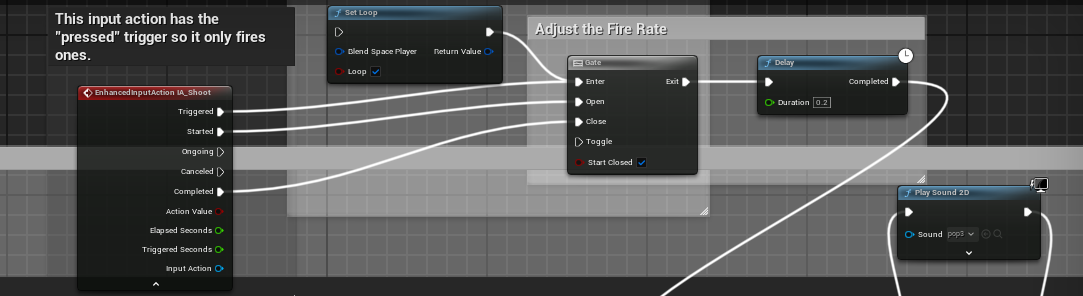 This input action has the
"pressed" trigger so it only fires
ones.
Set Loop
Blend Space Player Return Value
Loop
Adjust the Fire Rate
EnhancedInputAction IA_Shoot
Triggered
Started
Ongoing
Canceled
Completed
Action Value
Elapsed Seconds
Triggered Seconds
Input Action
Gate
Enter Exit
Open
Close
Toggle
Start Closed
Delay
Completed
Duration 0.2
Play Sound 2D
Sound pop3